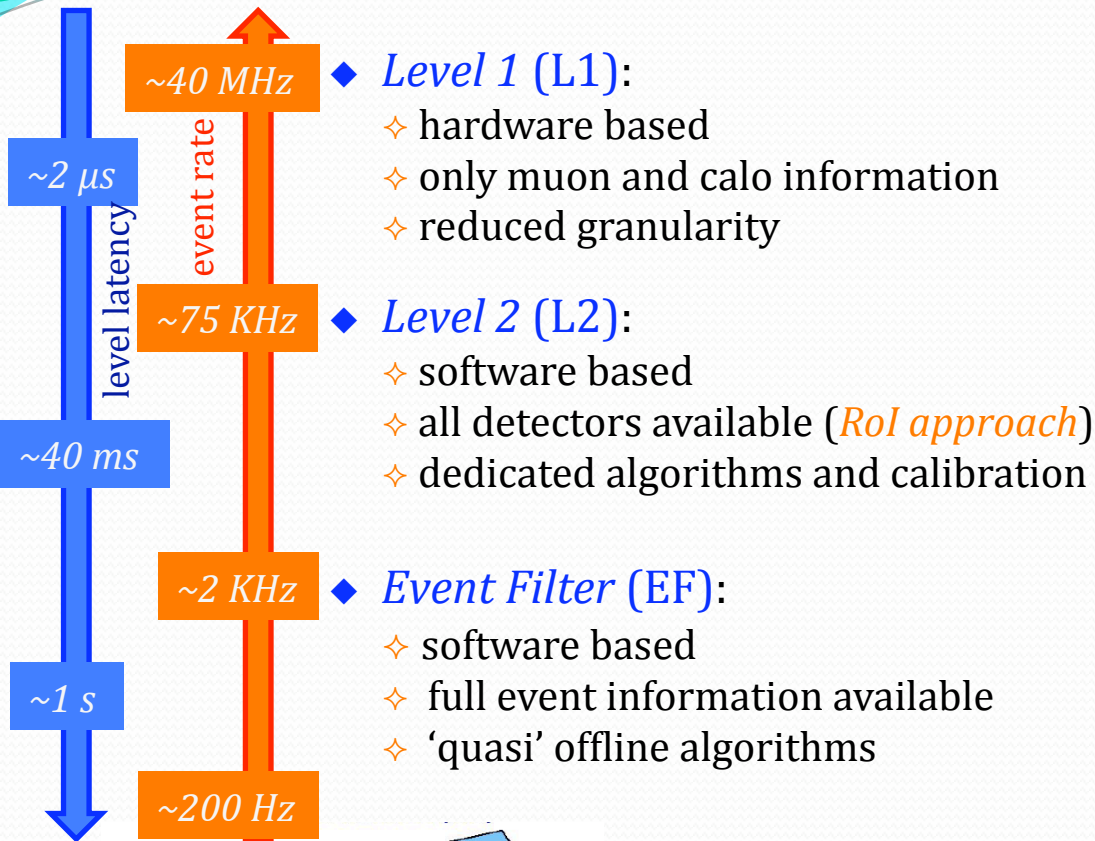 ~40 MHz
Level 1 (L1):
hardware based
only muon and calo information
reduced granularity
~2 μs
event rate
level latency
~75 KHz
Level 2 (L2):
software based
all detectors available (RoI approach)
dedicated algorithms and calibration
~40 ms
~2 KHz
Event Filter (EF):
software based
full event information available
‘quasi’ offline algorithms
~1 s
~200 Hz